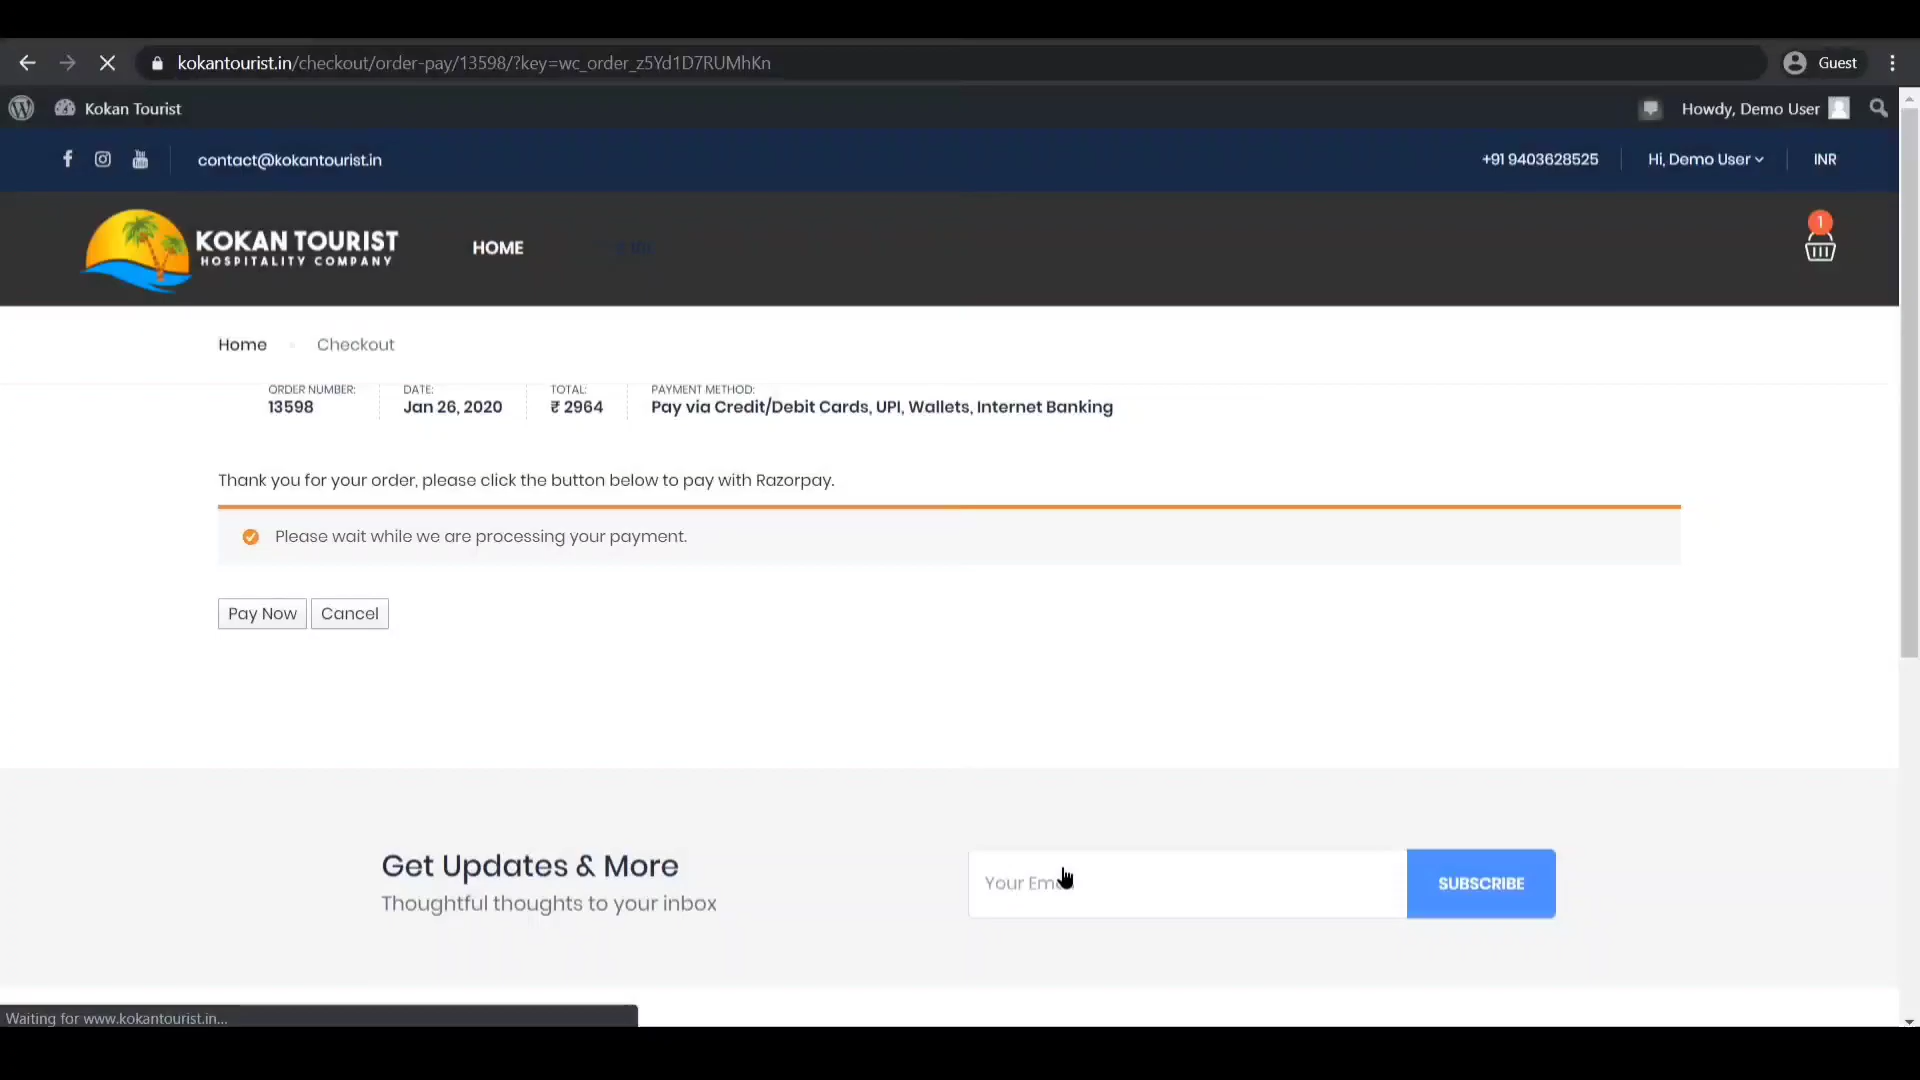 kokantourist.in/checkout/order-pay/13598/?key=wc_order_z5Yd1D7RUMhKn
Guest
Kokan Tourist
Howdy, Demo User
contact@kokantourist.in
+91 9403628525
Hi, Demo User
INR
KOKAN TOURIST
HOSPITALITY COMPANY
HOME
1
Home
Checkout
ORDER NUMBER:
13598
DATE:
Jan 26, 2020
TOTAL:
₹ 2964
PAYMENT METHOD:
Pay via Credit/Debit Cards, UPI, Wallets, Internet Banking
Thank you for your order, please click the button below to pay with Razorpay.
Please wait while we are processing your payment.
Pay Now
Cancel
Get Updates & More
Thoughtful thoughts to your inbox
Your Em
SUBSCRIBE
Waiting for www.kokantourist.in...